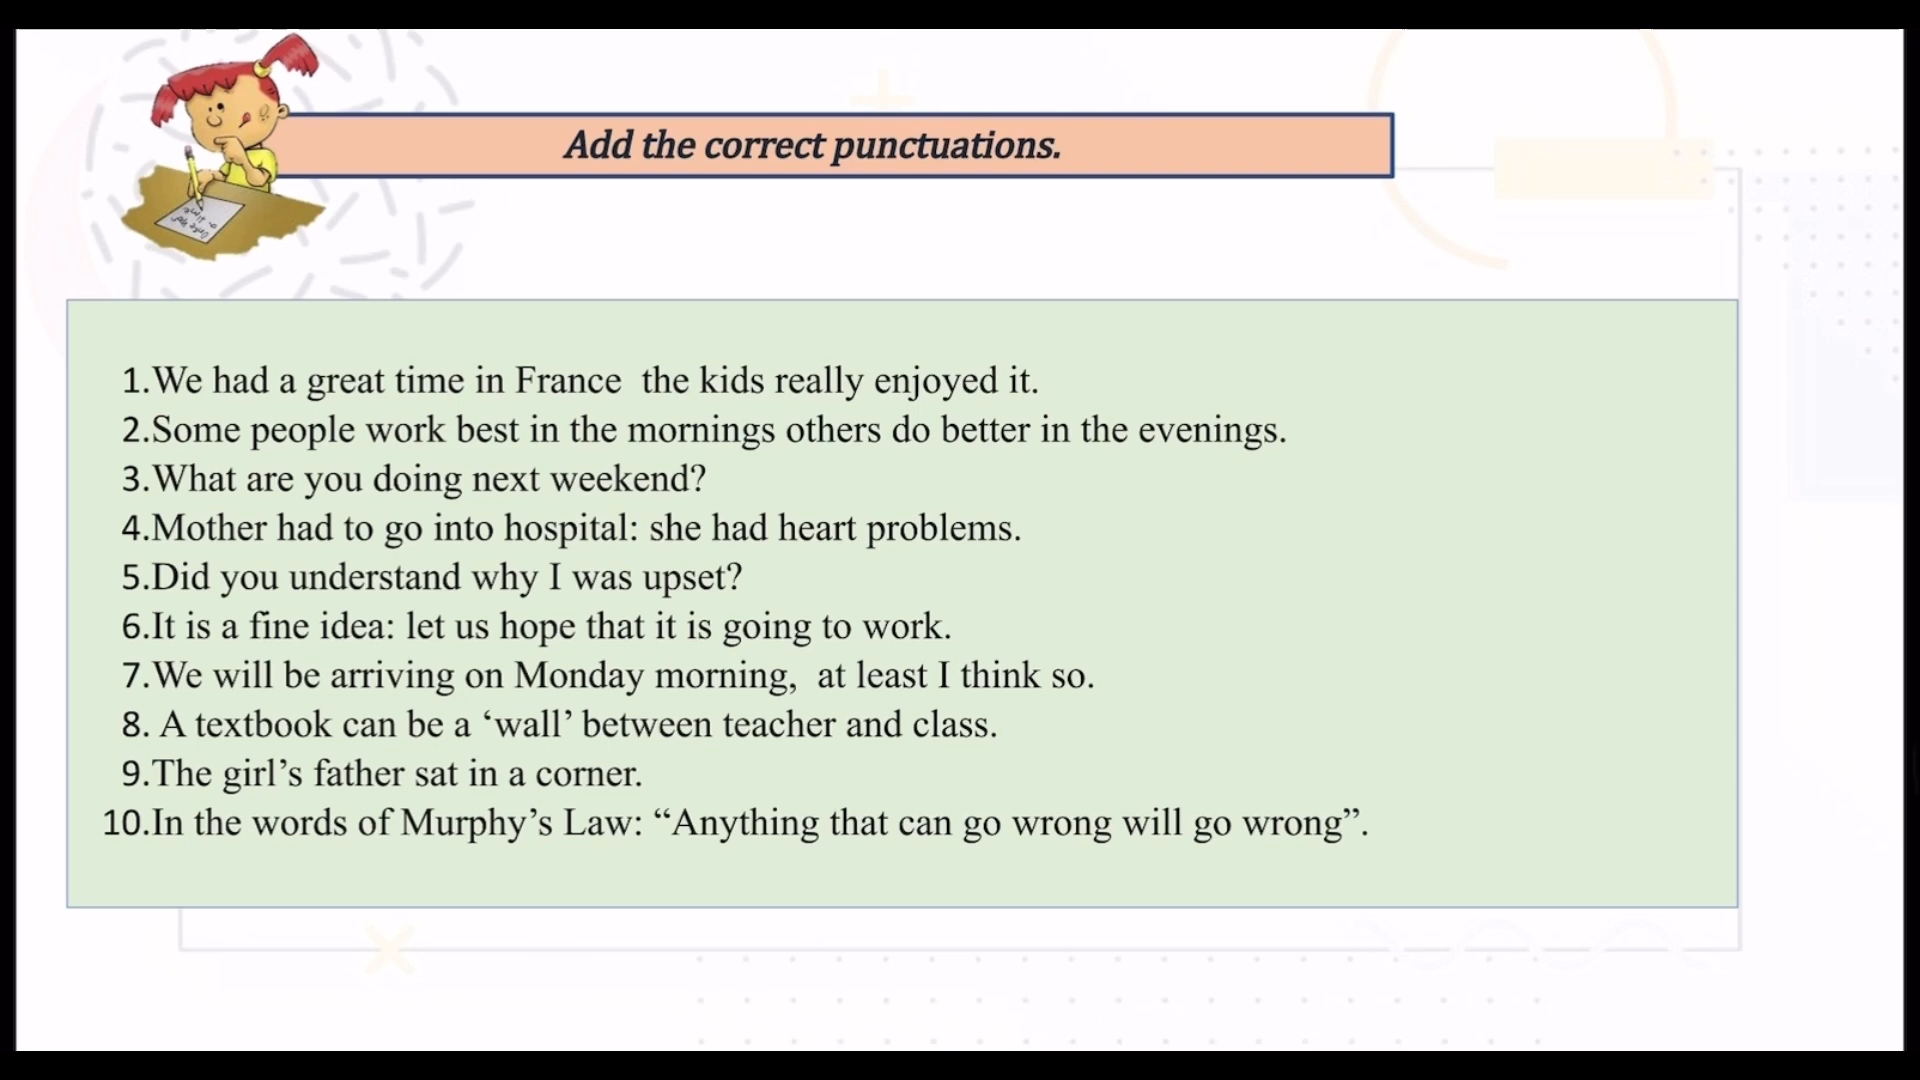 Add the correct punctuations.
1.We had a great time in France  the kids really enjoyed it.
2.Some people work best in the mornings others do better in the evenings.
3.What are you doing next weekend?
4.Mother had to go into hospital: she had heart problems.
5.Did you understand why I was upset?
6.It is a fine idea: let us hope that it is going to work.
7.We will be arriving on Monday morning,  at least I think so.
8. A textbook can be a ‘wall’ between teacher and class.
9.The girl’s father sat in a corner.
10.In the words of Murphy’s Law: “Anything that can go wrong will go wrong”.